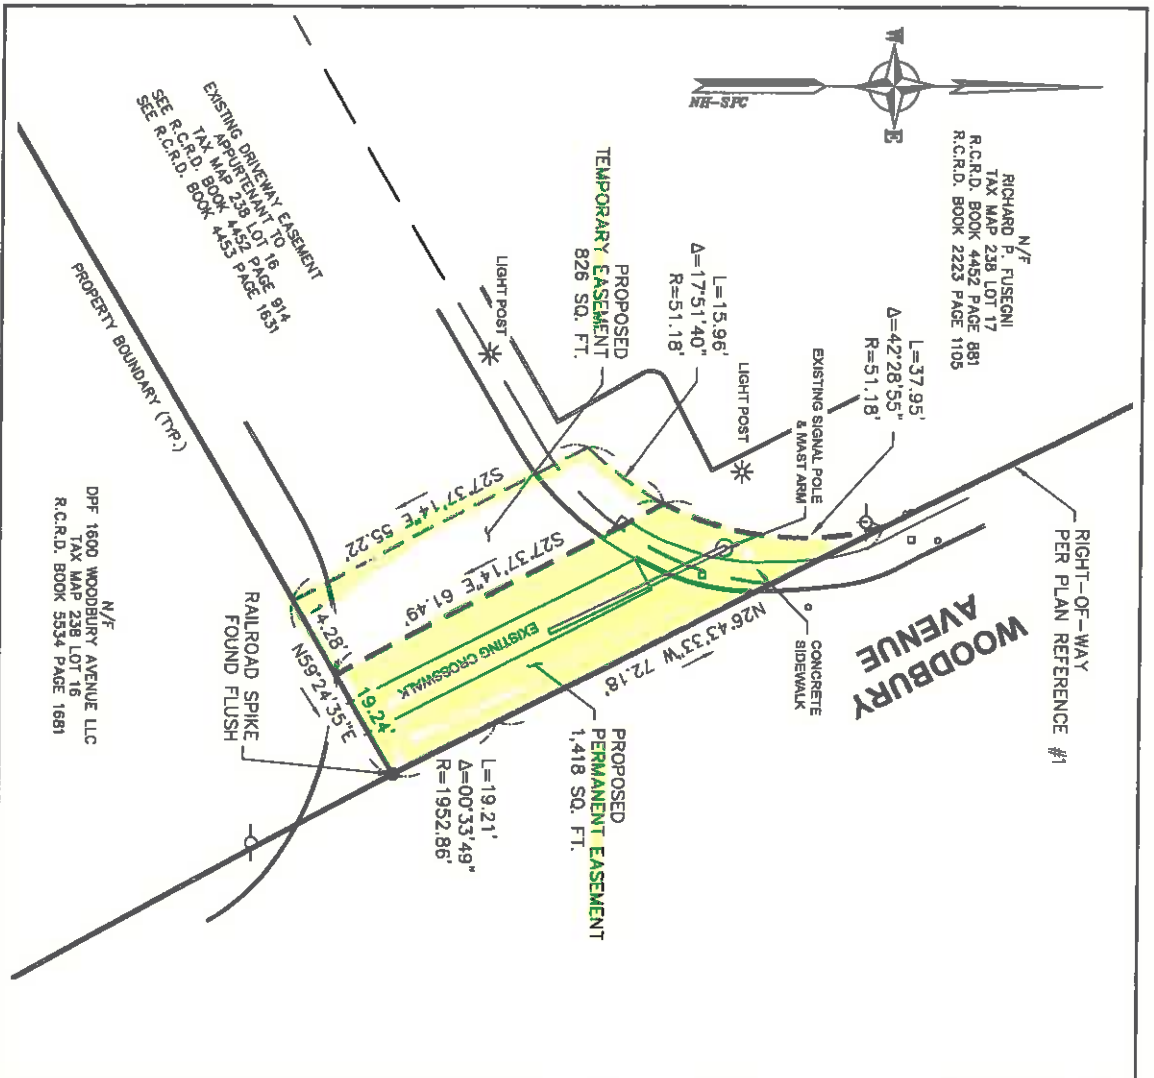 N/F
RICHARD P. FUSEGNI
TAX MAP 238 LOT 17
R.C.R.D. BOOK 4452 PAGE 881
R.C.R.D. BOOK 2223 PAGE 1105
W
E
NH-SPC
RIGHT-OF-WAY
PER PLAN REFERENCE #1
WOODBURY
AVENUE
L=37.95'
Δ=42°28'55"
R=51.18'
EXISTING SIGNAL POLE
& MAST ARM
LIGHT POST
L=15.96'
Δ=17°51'40"
R=51.18'
PROPOSED
TEMPORARY EASEMENT
826 SQ. FT.
LIGHT POST
EXISTING DRIVEWAY EASEMENT
APPURTENANT TO
TAX MAP 238 LOT 16
SEE R.C.R.D. BOOK 4452 PAGE 914
SEE R.C.R.D. BOOK 4453 PAGE 1631
PROPERTY BOUNDARY (TYP.)
CONCRETE
SIDEWALK
N26°43'33"W 72.18'
S27°37'14"E 55.22'
S27°37'14"E 61.49'
EXISTING CROSSWALK
PROPOSED
PERMANENT EASEMENT
1,418 SQ. FT.
14.28'
19.24'
N59°24'35"E
L=19.21'
Δ=00°33'49"
R=1952.86'
RAILROAD SPIKE
FOUND FLUSH
N/F
DPF 1600 WOODBURY AVENUE LLC
TAX MAP 238 LOT 16
R.C.R.D. BOOK 5534 PAGE 1681